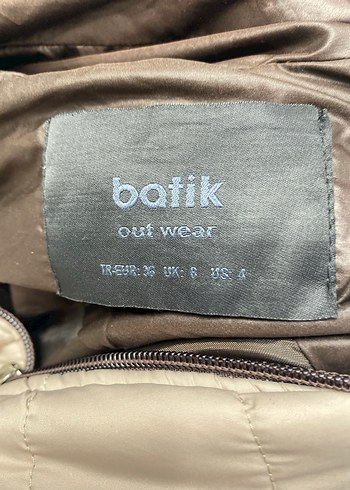 batik
out wear
TR-EUR: 36 UK: 8 US: 4